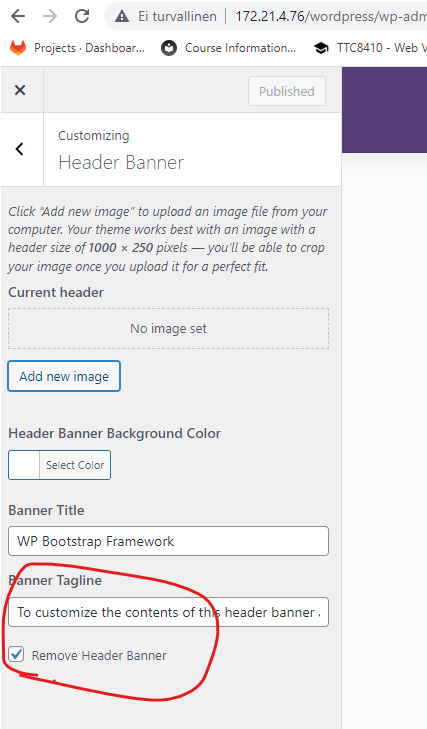 Ei turvallinen 172.21.4.76/wordpress/wp-adm
Projects · Dashboar... Course Information... TTC8410 - Web V
Published
Customizing
Header Banner
Click “Add new image” to upload an image file from your
computer. Your theme works best with an image with a
header size of 1000 × 250 pixels — you’ll be able to crop
your image once you upload it for a perfect fit.
Current header
No image set
Add new image
Header Banner Background Color
Select Color
Banner Title
WP Bootstrap Framework
Banner Tagline
To customize the contents of this header banner a
Remove Header Banner